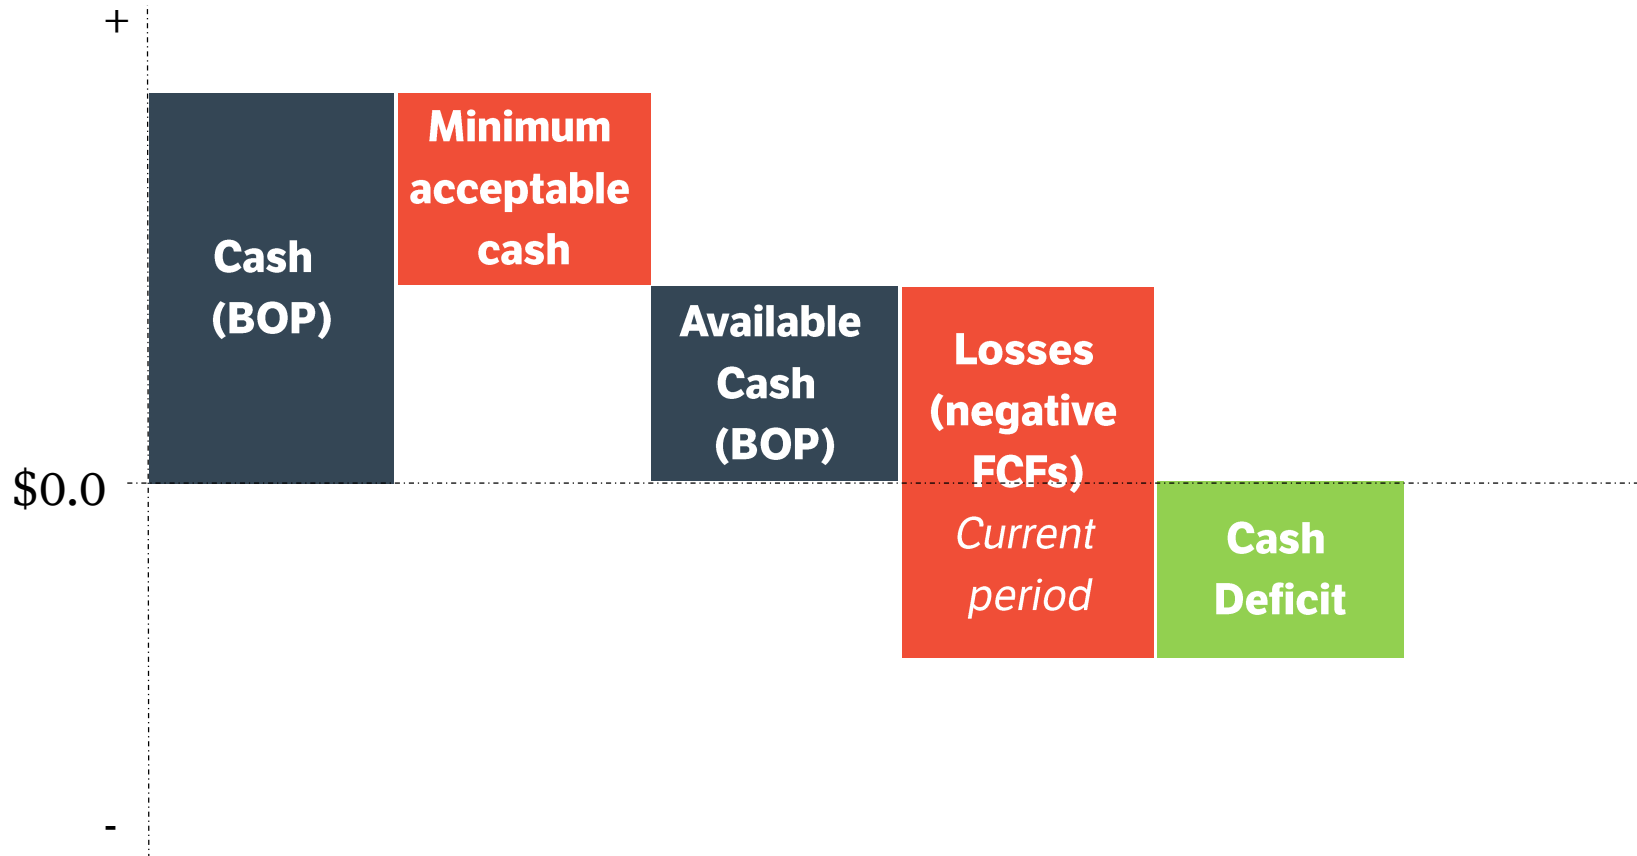 +
Cash
(BOP)
Minimum
acceptable
cash
Available
Cash
(BOP)
Losses
(negative
FCFs)
Current
period
$0.0
Cash
Deficit
-